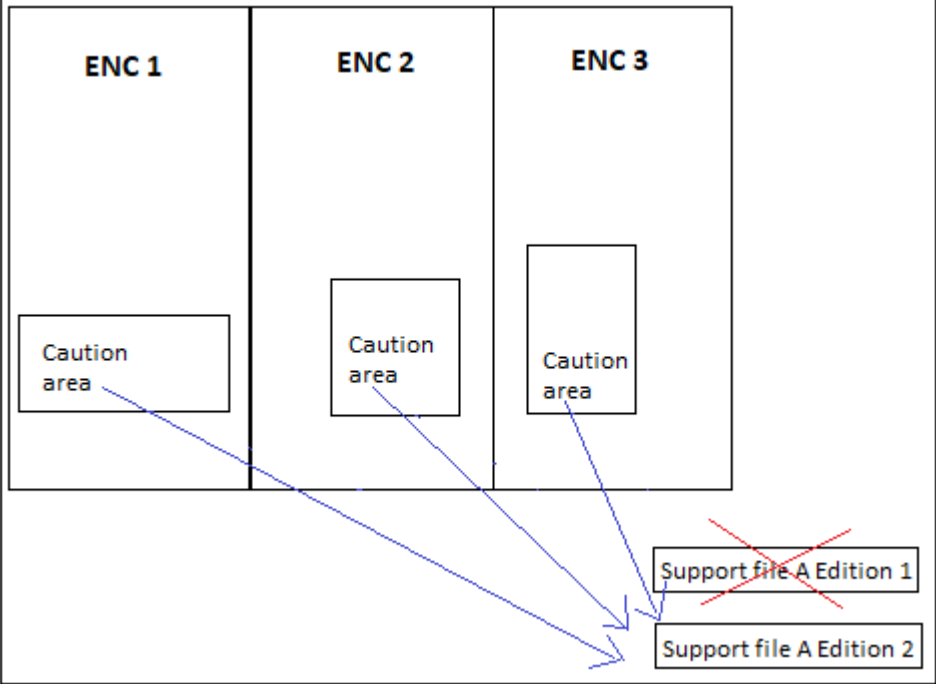 ENC 1
ENC 2
ENC 3
Caution
area
Caution
area
Caution
area
Support file A Edition 1
Support file A Edition 2